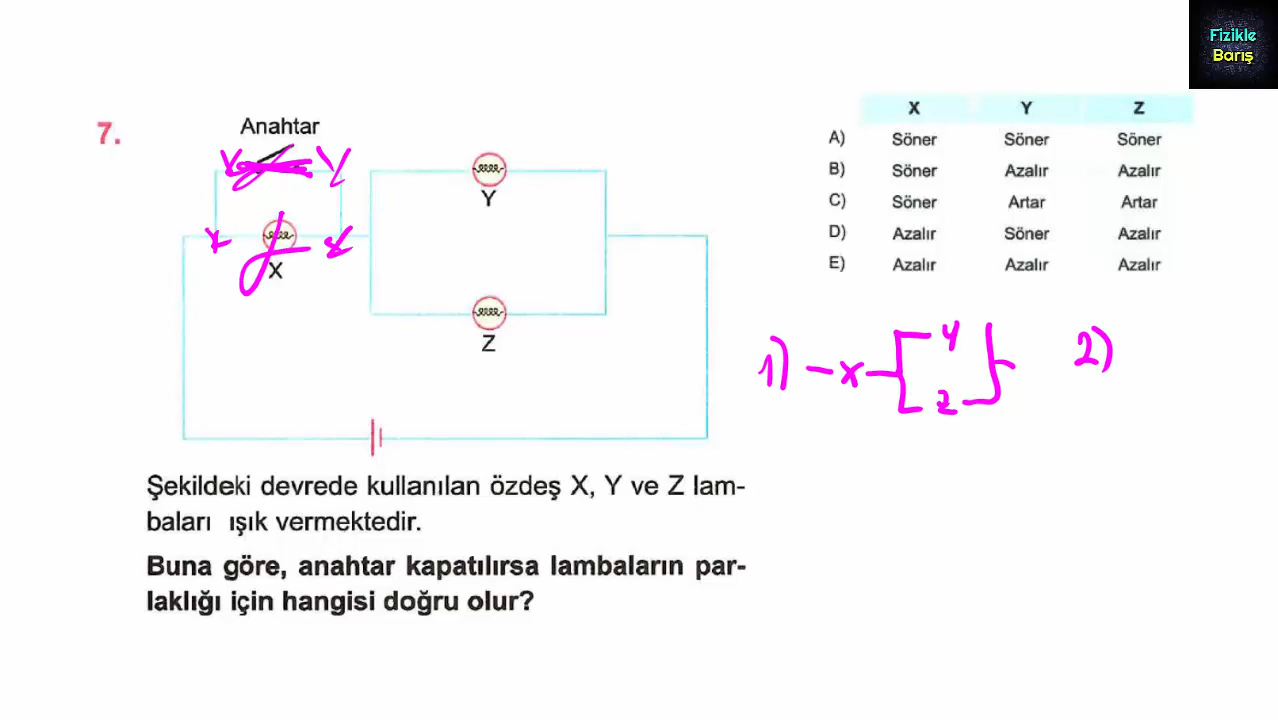 Fizikle
Barış
7.
Anahtar
X
Y
Z
X Y Z
A) Söner Söner Söner
B) Söner Azalır Azalır
C) Söner Artar Artar
D) Azalır Söner Azalır
E) Azalır Azalır Azalır
1) - x - y z 2)
Şekildeki devrede kullanılan özdeş X, Y ve Z lam-
baları ışık vermektedir.
Buna göre, anahtar kapatılırsa lambaların par-
laklığı için hangisi doğru olur?